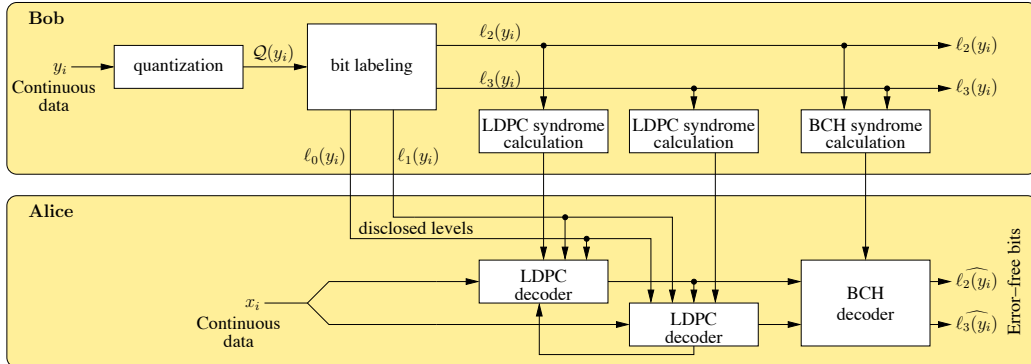 Bob
ℓ₂(yᵢ) ℓ₂(yᵢ)
yᵢ quantization 𝒬(yᵢ) bit labeling
Continuous
data
ℓ₃(yᵢ) ℓ₃(yᵢ)
LDPC syndrome LDPC syndrome BCH syndrome
calculation calculation calculation
ℓ₀(yᵢ) ℓ₁(yᵢ)
Alice
disclosed levels
LDPC
decoder
xᵢ
Continuous
data
LDPC
decoder
BCH
decoder
ℓ₂(yᵢ)̂
ℓ₃(yᵢ)̂
Error–free bits